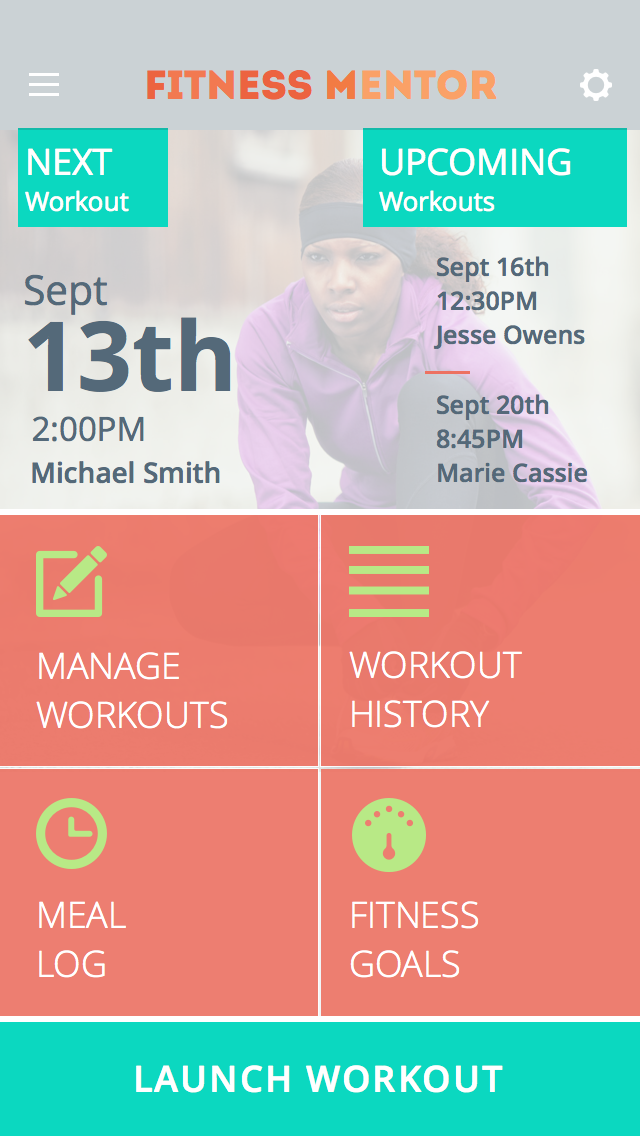 FITNESS MENTOR
NEXT
Workout
Sept
13th
2:00PM
Michael Smith
UPCOMING
Workouts
Sept 16th
12:30PM
Jesse Owens
Sept 20th
8:45PM
Marie Cassie
MANAGE
WORKOUTS
WORKOUT
HISTORY
MEAL
LOG
FITNESS
GOALS
LAUNCH WORKOUT